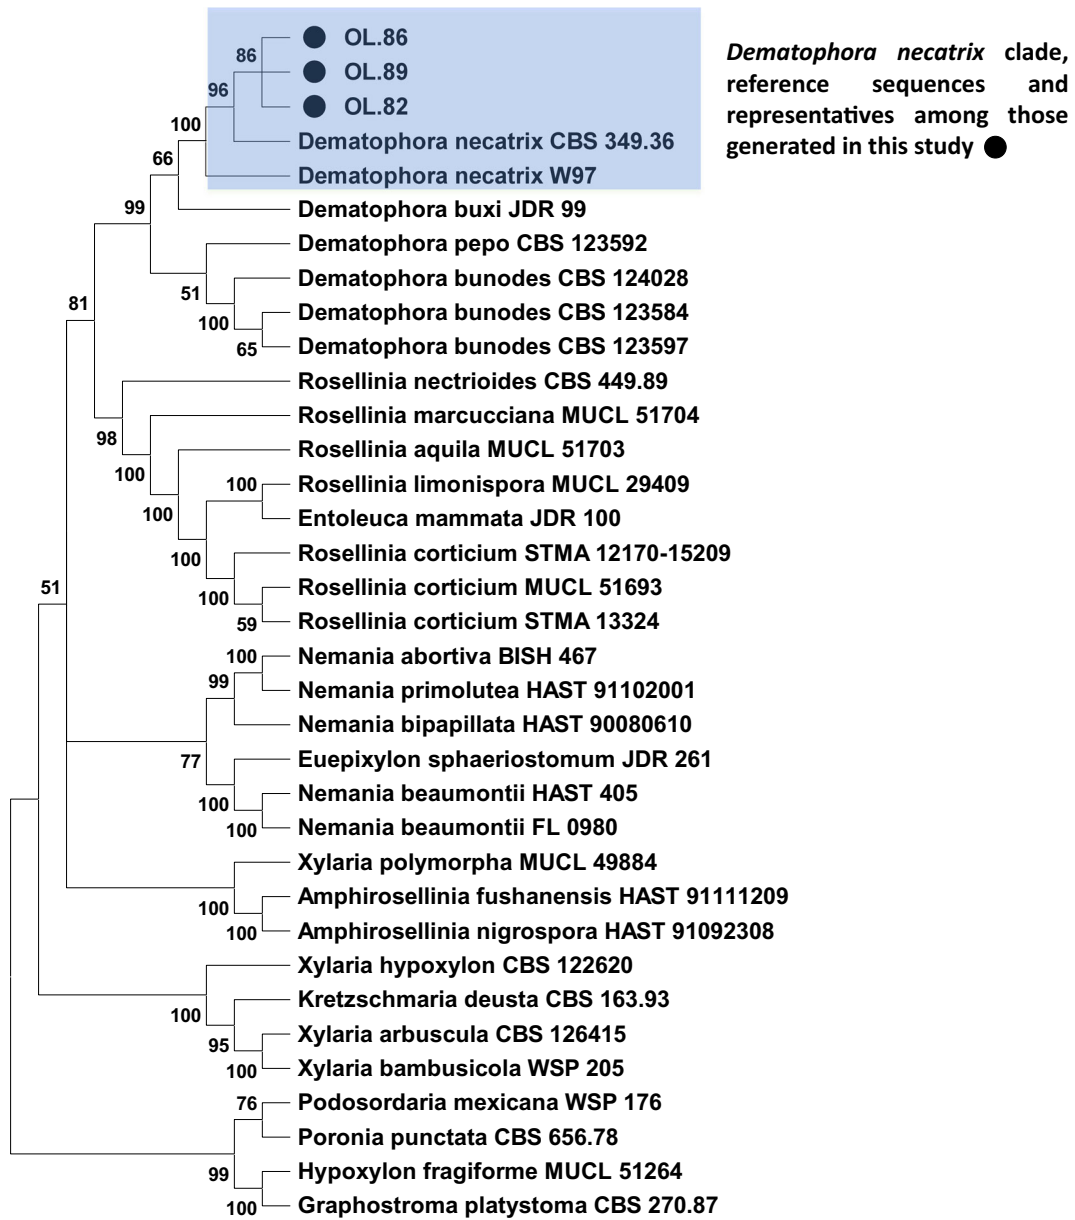 86
OL.86
OL.89
96
OL.82
100
Dematophora necatrix CBS 349.36
66
Dematophora necatrix W97
Dematophora necatrix clade,
reference sequences and
representatives among those
generated in this study
99
Dematophora buxi JDR 99
Dematophora pepo CBS 123592
51
Dematophora bunodes CBS 124028
81
100
Dematophora bunodes CBS 123584
65
Dematophora bunodes CBS 123597
Rosellinia nectrioides CBS 449.89
Rosellinia marcucciana MUCL 51704
98
Rosellinia aquila MUCL 51703
100
100
Rosellinia limonispora MUCL 29409
100
Entoleuca mammata JDR 100
100
Rosellinia corticium STMA 12170-15209
51
Rosellinia corticium MUCL 51693
100
59
Rosellinia corticium STMA 13324
100
Nemania abortiva BISH 467
99
Nemania primolutea HAST 91102001
Nemania bipapillata HAST 90080610
77
Euepixylon sphaeriostomum JDR 261
Nemania beaumontii HAST 405
100
100
Nemania beaumontii FL 0980
Xylaria polymorpha MUCL 49884
Amphirosellinia fushanensis HAST 91111209
100
100
Amphirosellinia nigrospora HAST 91092308
Xylaria hypoxylon CBS 122620
Kretzschmaria deusta CBS 163.93
100
Xylaria arbuscula CBS 126415
95
100
Xylaria bambusicola WSP 205
76
Podosordaria mexicana WSP 176
Poronia punctata CBS 656.78
99
Hypoxylon fragiforme MUCL 51264
100
Graphostroma platystoma CBS 270.87